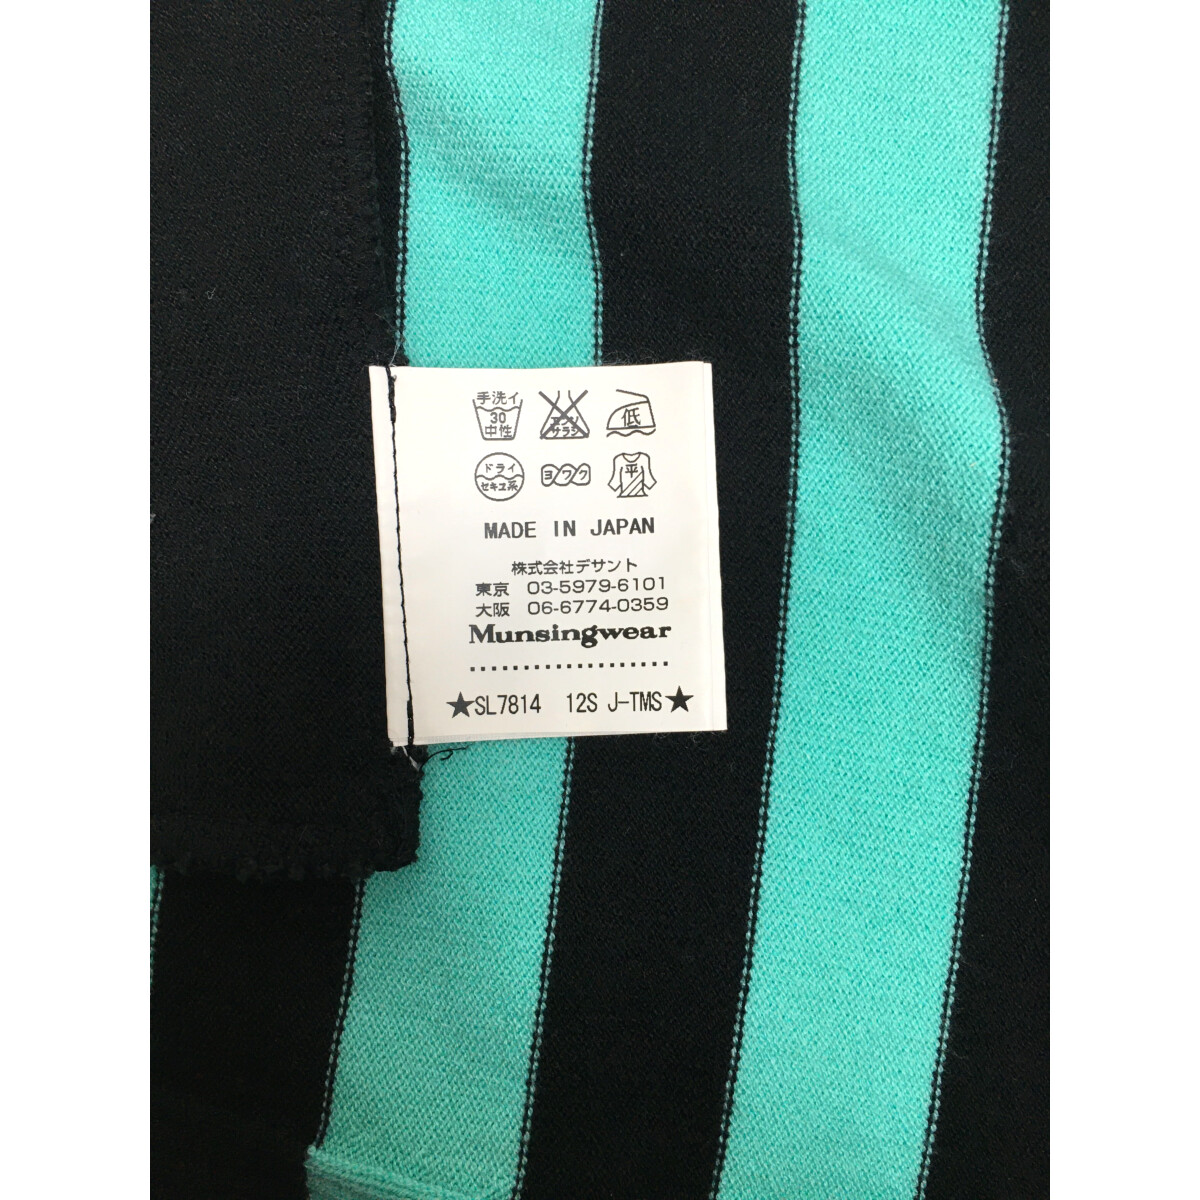 手洗イ
30
中性
エンソ
サラシ
低
ドライ
セキユ系
ヨワク
平
MADE IN JAPAN
株式会社デサント
東京 03-5979-6101
大阪 06-6774-0359
Munsingwear
★SL7814 12S J-TMS★